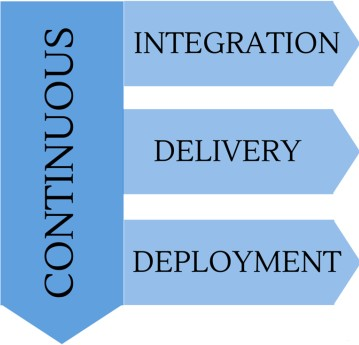 CONTINUOUS
INTEGRATION
DELIVERY
DEPLOYMENT